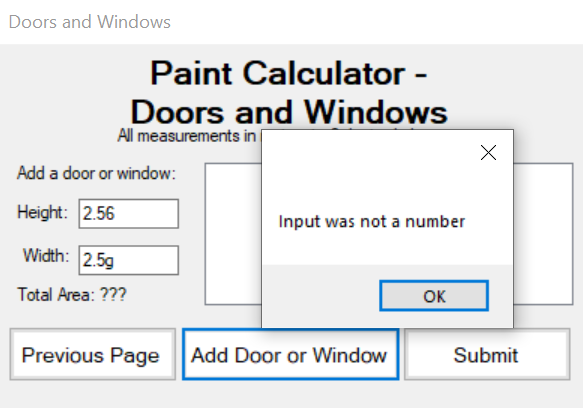 Doors and Windows
Paint Calculator -
Doors and Windows
All measurements in
Add a door or window:
Height: 2.56
Width: 2.5g
Total Area: ???
Input was not a number
OK
Previous Page
Add Door or Window
Submit